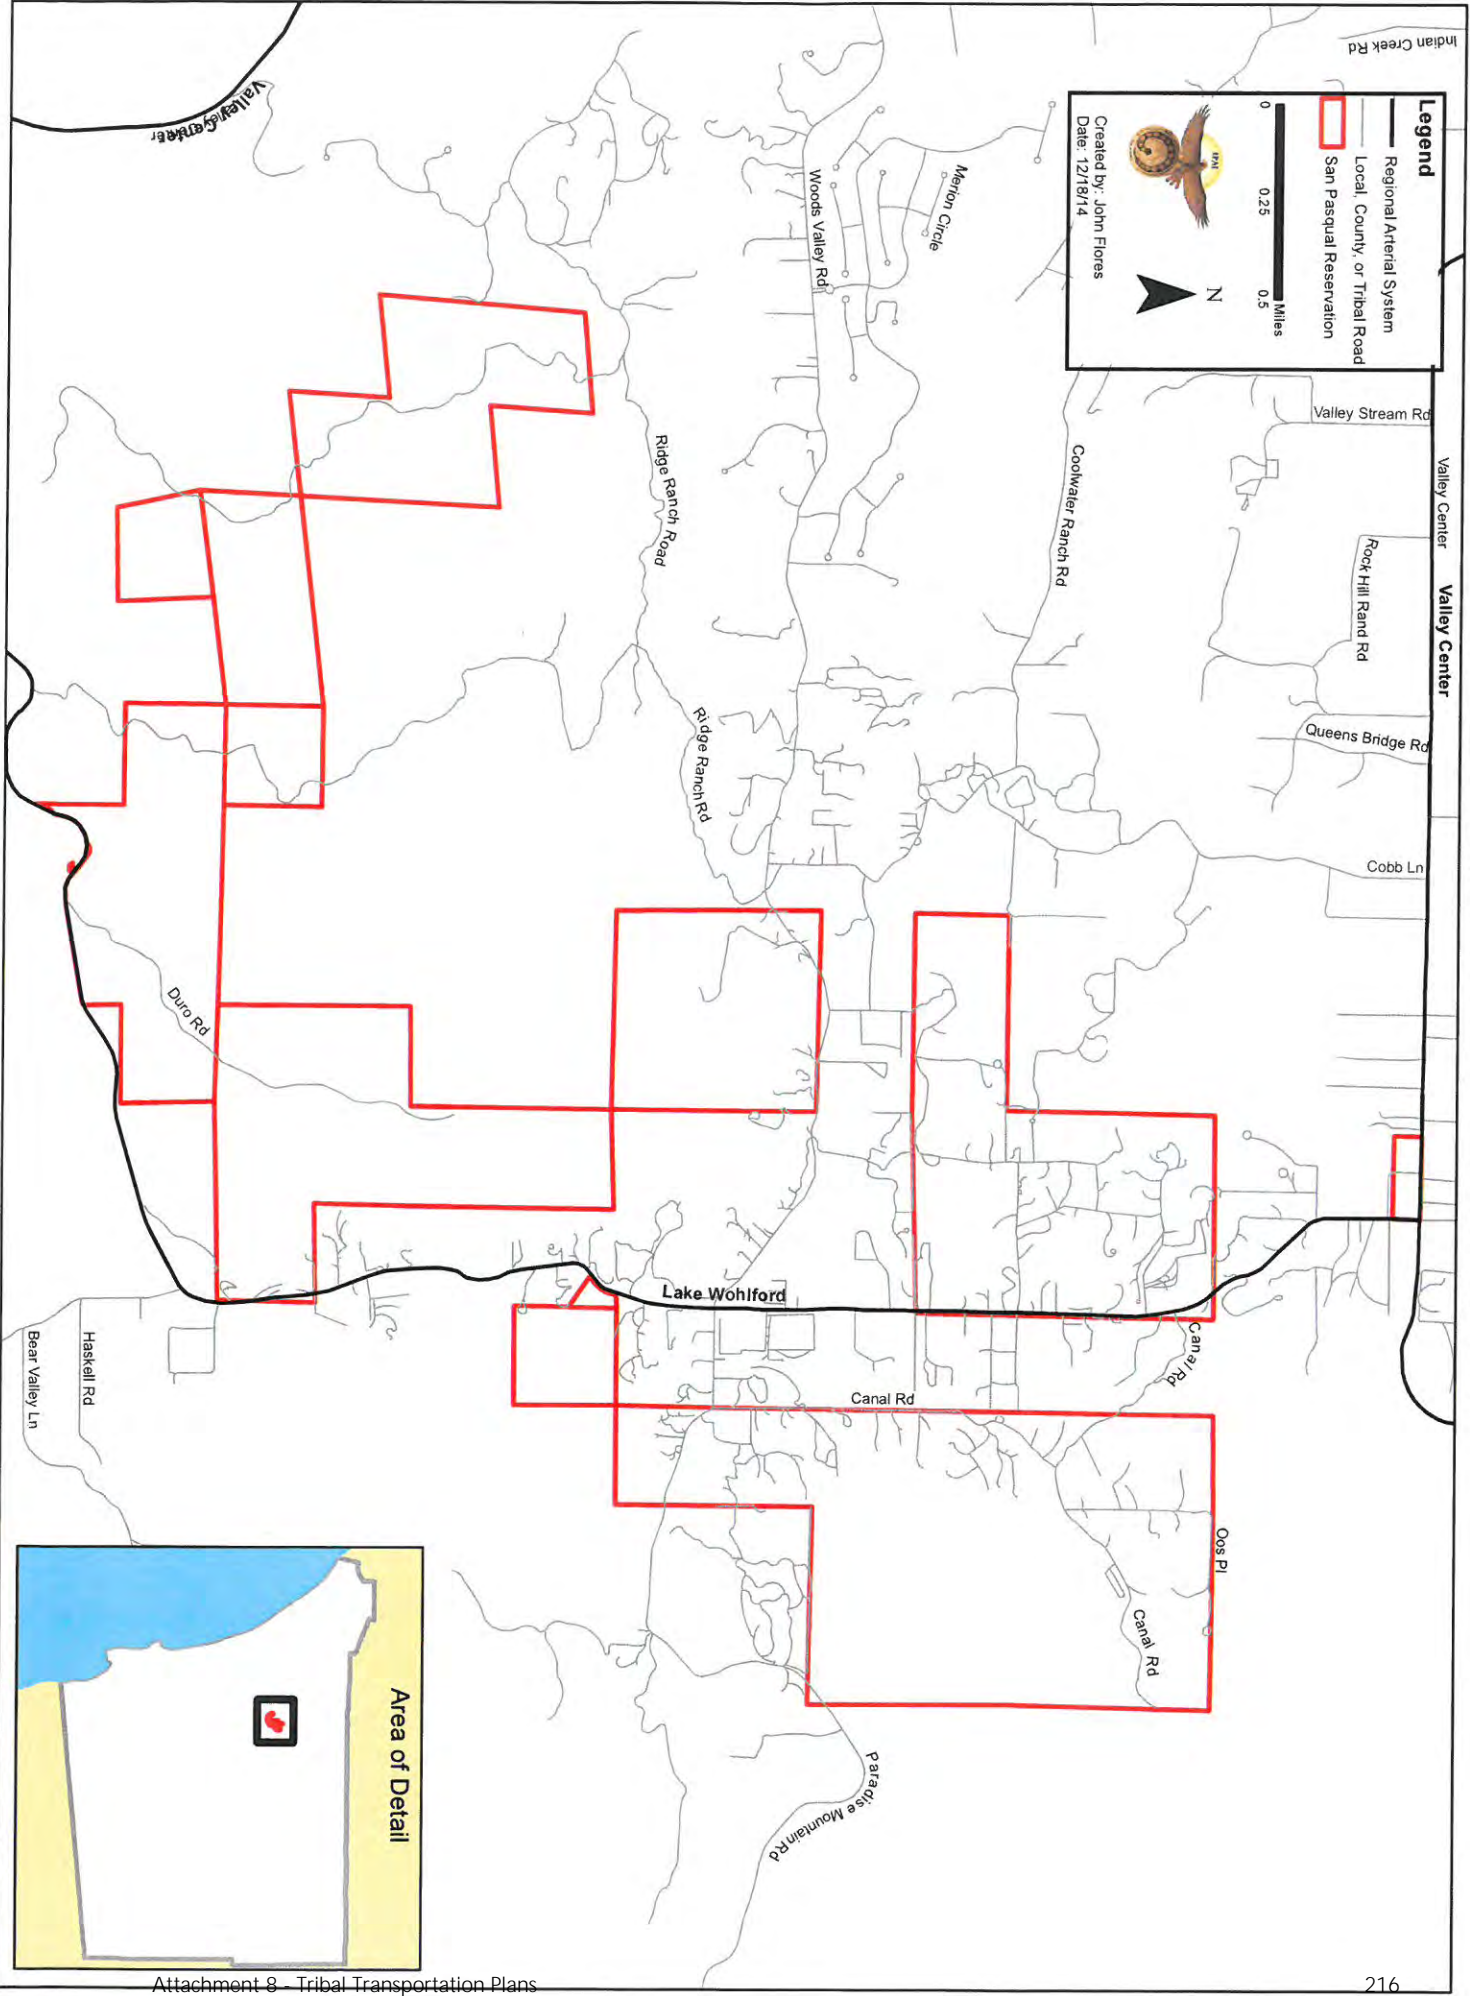 Legend
Regional Arterial System
Local, County, or Tribal Road
San Pasqual Reservation
0
0.25
0.5
Miles
N
IPAI
Created by: John Flores
Date: 12/18/14
Indian Creek Rd
Valley Center
Merion Circle
Woods Valley Rd
Valley Stream Rd
Valley Center
Valley Center
Coolwater Ranch Rd
Rock Hill Rand Rd
Ridge Ranch Road
Queens Bridge Rd
Ridge Ranch Rd
Cobb Ln
Duro Rd
Lake Wohlford
Canal Rd
Canal Rd
Haskell Rd
Bear Valley Ln
Oos Pl
Canal Rd
Paradise Mountain Rd
Area of Detail
Attachment 8 - Tribal Transportation Plans
216